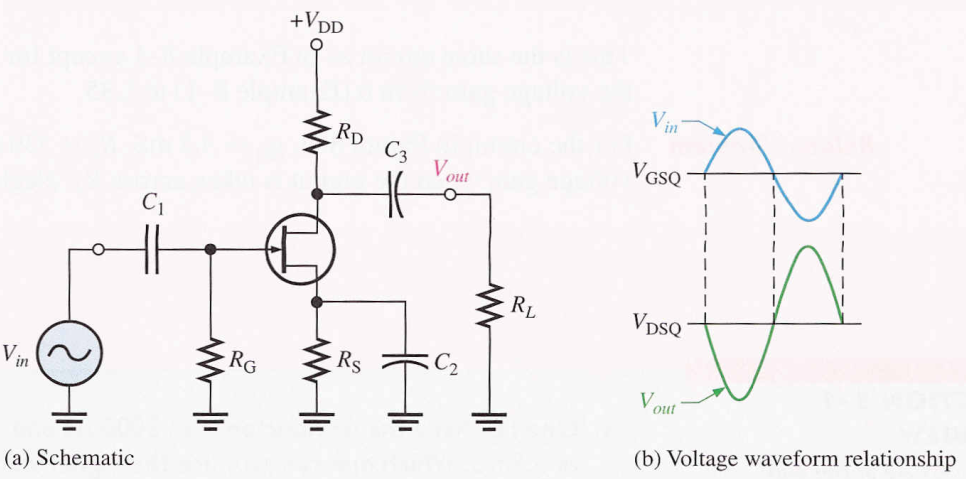 +V_DD
R_D
C_3
V_out
C_1
V_in
R_G
R_S
C_2
R_L
(a) Schematic
V_in
V_GSQ
V_DSQ
V_out
(b) Voltage waveform relationship